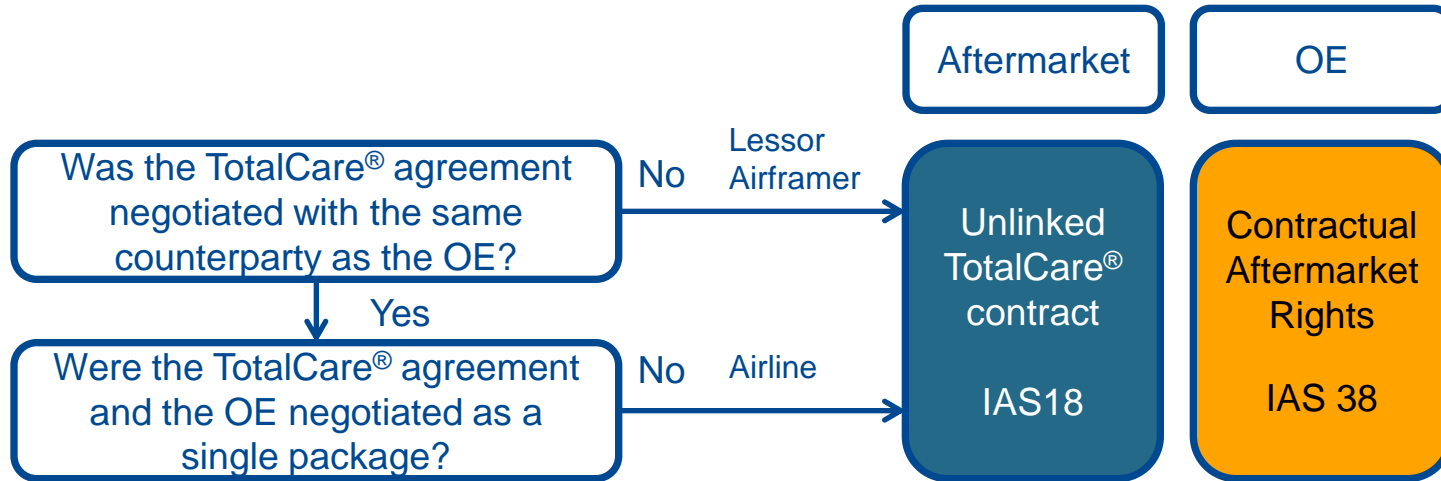 Aftermarket
OE
Was the TotalCare® agreement
negotiated with the same
counterparty as the OE?
No
Lessor
Airframer
Yes
Were the TotalCare® agreement
and the OE negotiated as a
single package?
No
Airline
Unlinked
TotalCare®
contract
IAS18
Contractual
Aftermarket
Rights
IAS 38